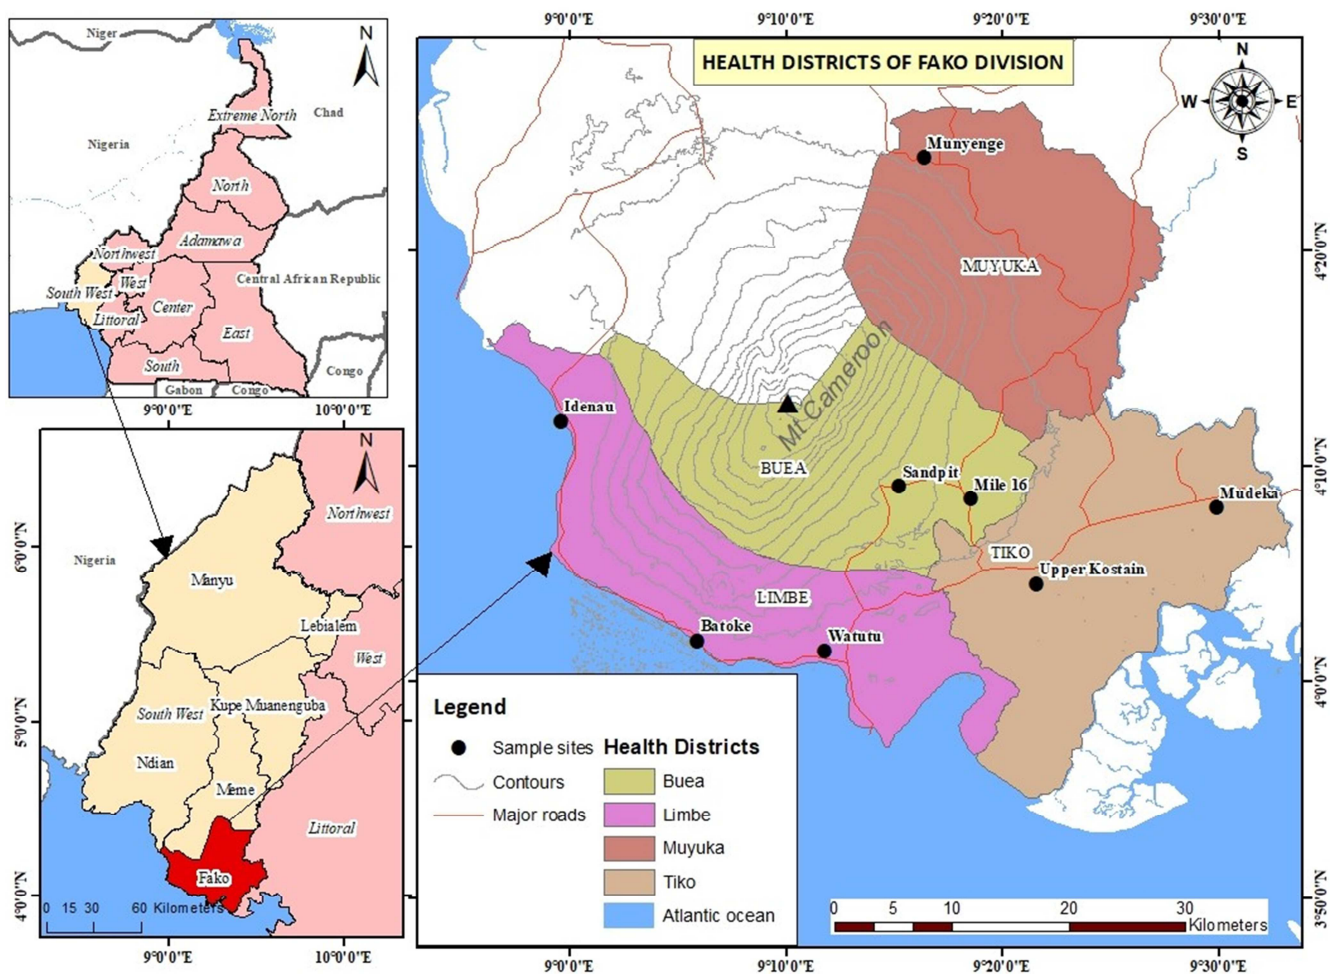 Niger
N
Extreme North
Chad
Nigeria
North
Adamawa
Northwest
Central African Republic
West
South West
Center
Littoral
East
South
Congo
Gabon
Congo
9°0'0"E
10°0'0"E
N
Northwest
6°0'0"N
Nigeria
Manyu
Lebialem
West
Kupe Muanenguba
South West
5°0'0"N
Ndian
Meme
Littoral
Fako
4°0'0"N
0 15 30 60 Kilometers
9°0'0"E
10°0'0"E
9°0'0"E
9°10'0"E
9°20'0"E
9°30'0"E
HEALTH DISTRICTS OF FAKO DIVISION
N
W
E
S
Munyenge
MUYUKA
4°20'0"N
Mt Cameroon
Idenau
BUEA
Sandpit
Mile 16
4°10'0"N
Mudeka
TIKO
Upper Kostain
LIMBE
Batoke
Watutu
4°0'0"N
Legend
Sample sites
Contours
Major roads
Health Districts
Buea
Limbe
Muyuka
Tiko
Atlantic ocean
0 5 10 20 30
Kilometers
3°50'0"N
9°0'0"E
9°10'0"E
9°20'0"E
9°30'0"E